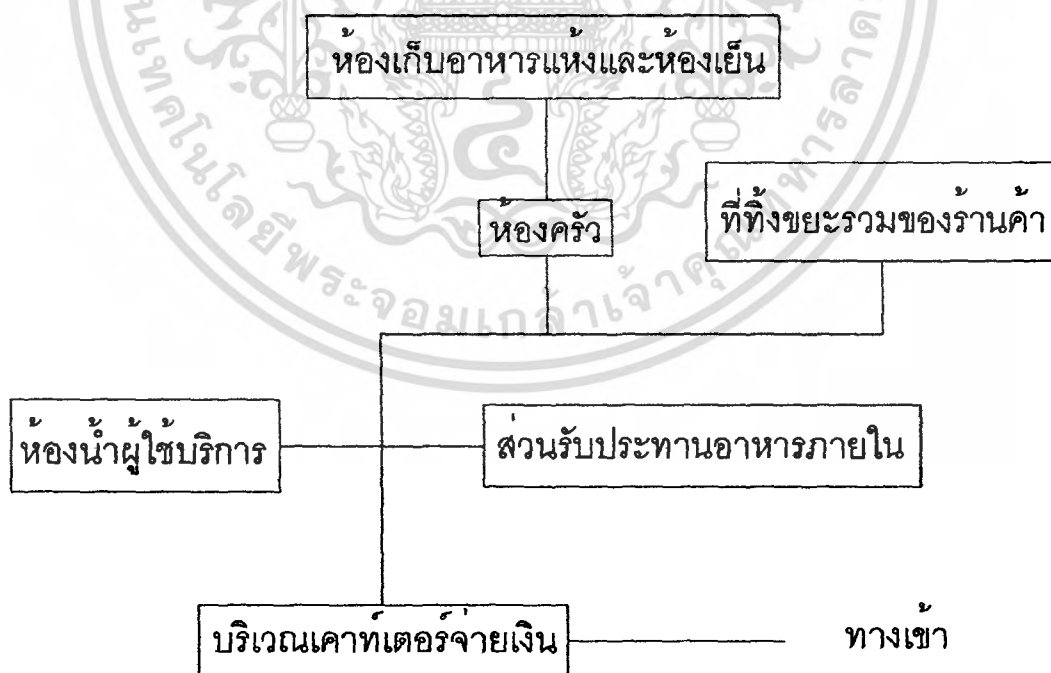 ห้องเก็บอาหารแห้งและห้องเย็น
ห้องครัว
ที่ทิ้งขยะรวมของร้านค้า
ห้องน้ำผู้ใช้บริการ
ส่วนรับประทานอาหารภายใน
บริเวณเคาท์เตอร์จ่ายเงิน
ทางเข้า